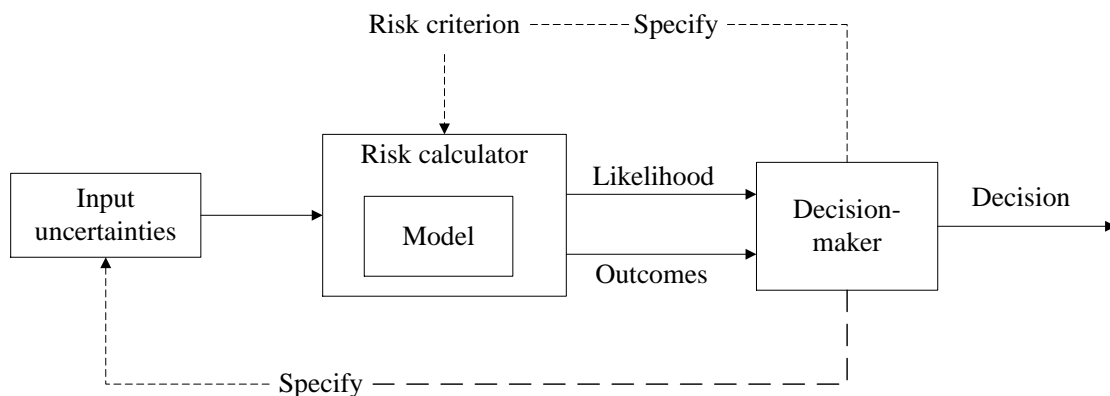 Risk criterion
Specify
Risk calculator
Likelihood
Input
uncertainties
Model
Decision-
maker
Decision
Outcomes
Specify